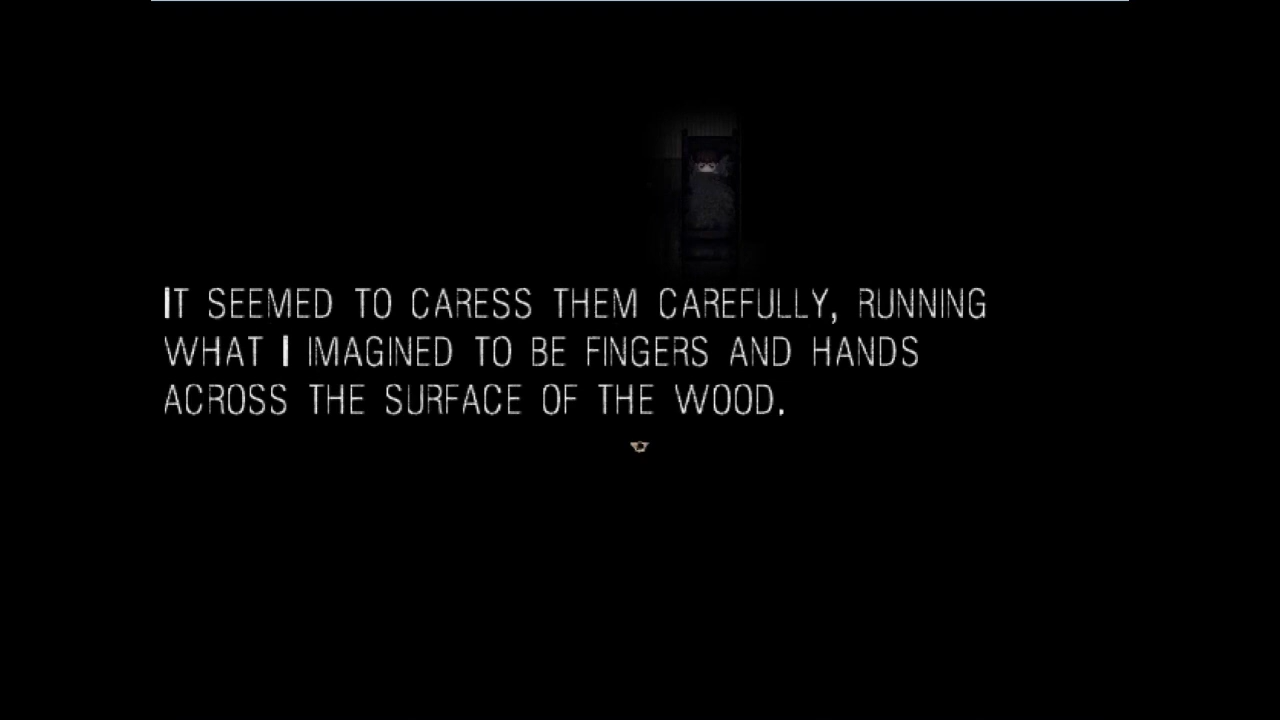 IT SEEMED TO CARESS THEM CAREFULLY, RUNNING
WHAT I IMAGINED TO BE FINGERS AND HANDS
ACROSS THE SURFACE OF THE WOOD.